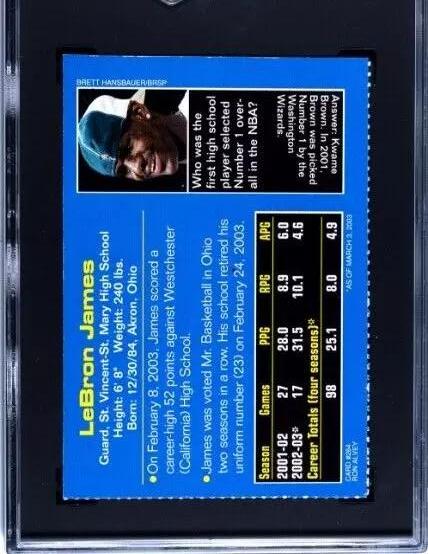 LeBron James
Guard, St. Vincent-St. Mary High School
Height: 6' 8" Weight: 240 lbs.
Born: 12/30/84, Akron, Ohio
• On February 8, 2003, James scored a
career-high 52 points against Westchester
(California) High School.
• James was voted Mr. Basketball in Ohio
two seasons in a row. His school retired his
uniform number (23) on February 24, 2003.
Season Games PPG RPG APG
2001-02 27 28.0 8.9 6.0
2002-03* 17 31.5 10.1 4.6
Career Totals (four seasons)*
98 25.1 8.0 4.9
CARD #264
RON ALVEY
*AS OF MARCH 3, 2003
BRETT HANSBAUER/BRSP
Who was the
first high school
player selected
Number 1 over-
all in the NBA?
Answer: Kwame
Brown. In 2001,
Brown was picked
Number 1 by the
Washington
Wizards.